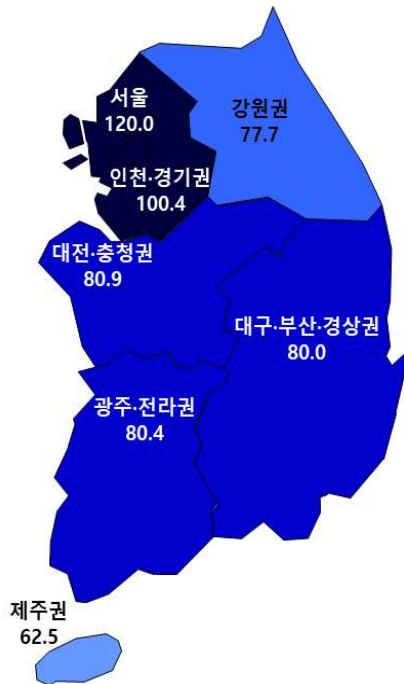 서울
120.0
강원권
77.7
인천·경기권
100.4
대전·충청권
80.9
대구·부산·경상권
80.0
광주·전라권
80.4
제주권
62.5